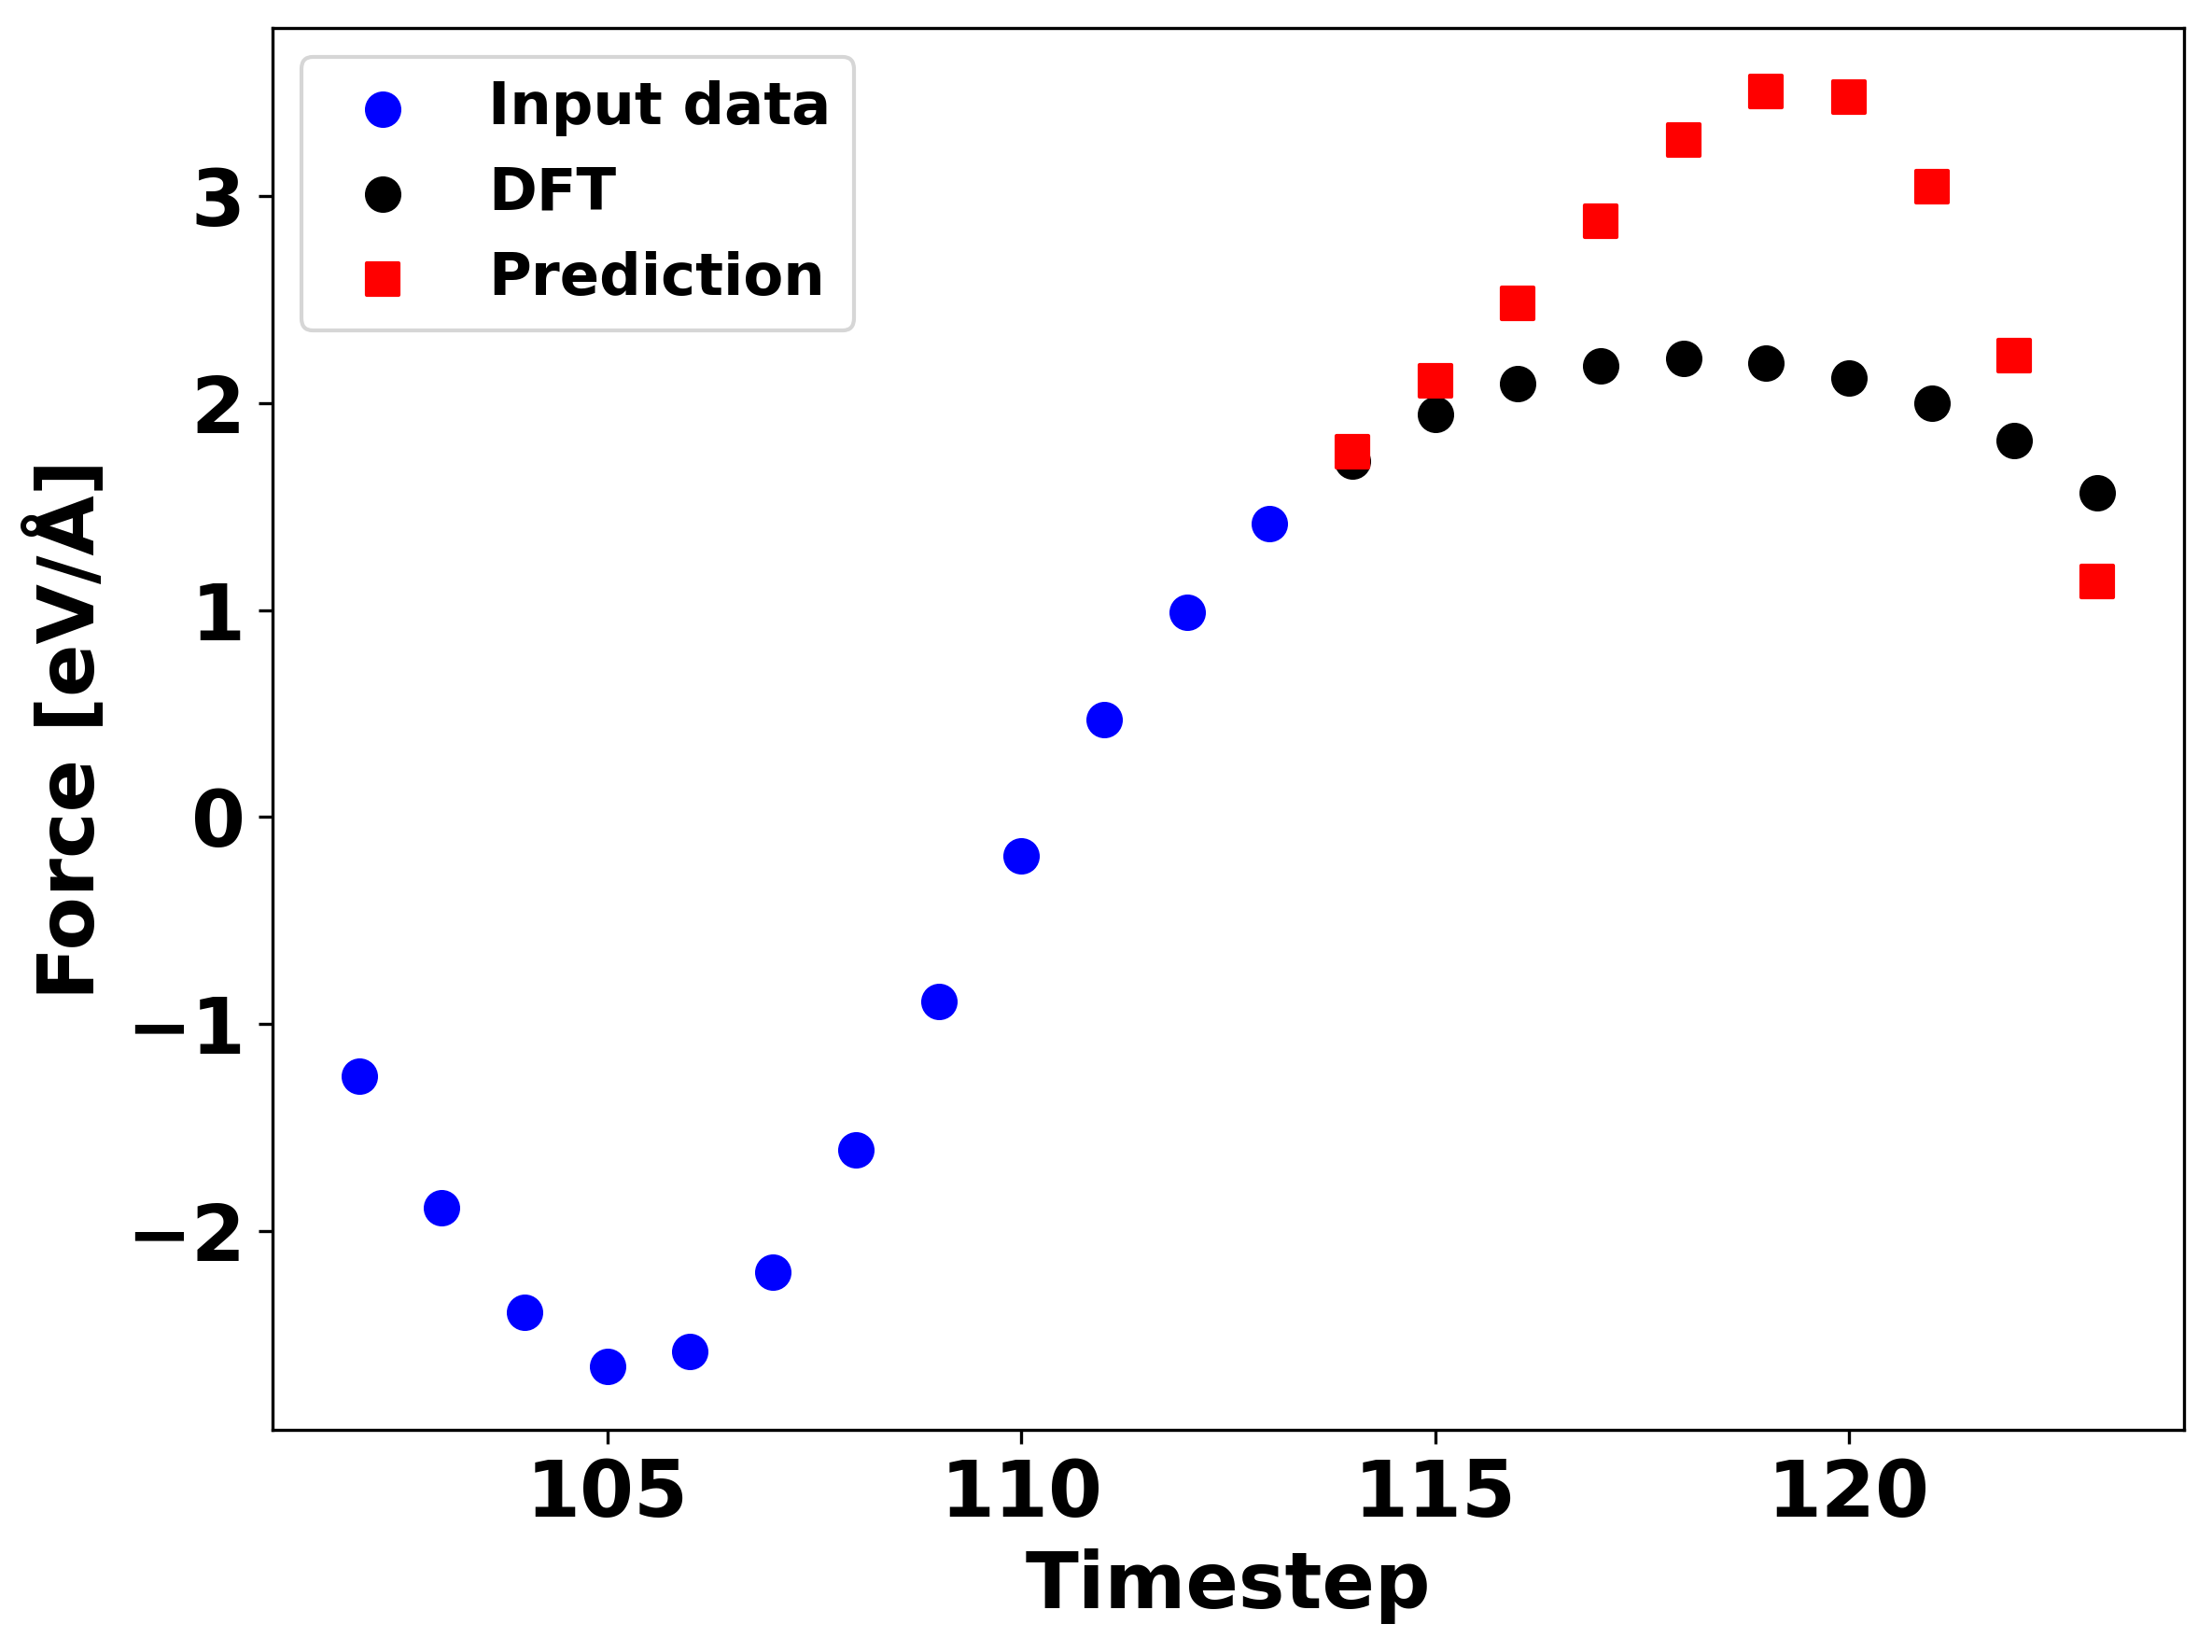 Input data
DFT
Prediction
3
2
1
0
−1
−2
Force [eV/Å]
105 110 115 120
Timestep